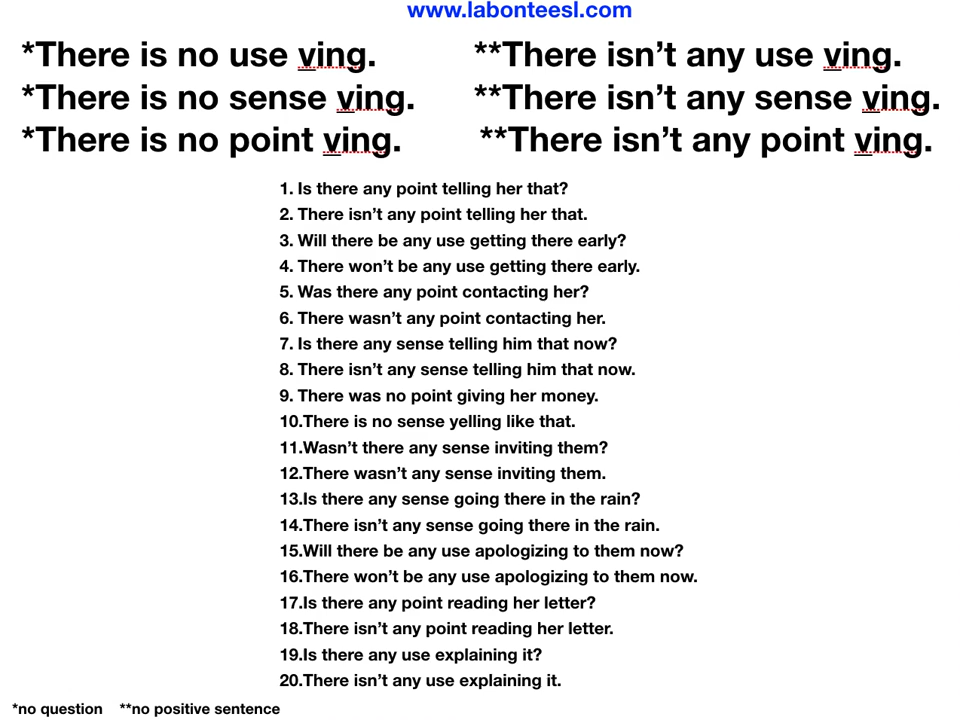 www.labonteesl.com
*There is no use ving.
**There isn’t any use ving.
*There is no sense ving.
**There isn’t any sense ving.
*There is no point ving.
**There isn’t any point ving.
1. Is there any point telling her that?
2. There isn’t any point telling her that.
3. Will there be any use getting there early?
4. There won’t be any use getting there early.
5. Was there any point contacting her?
6. There wasn’t any point contacting her.
7. Is there any sense telling him that now?
8. There isn’t any sense telling him that now.
9. There was no point giving her money.
10.There is no sense yelling like that.
11.Wasn’t there any sense inviting them?
12.There wasn’t any sense inviting them.
13.Is there any sense going there in the rain?
14.There isn’t any sense going there in the rain.
15.Will there be any use apologizing to them now?
16.There won’t be any use apologizing to them now.
17.Is there any point reading her letter?
18.There isn’t any point reading her letter.
19.Is there any use explaining it?
20.There isn’t any use explaining it.
*no question **no positive sentence